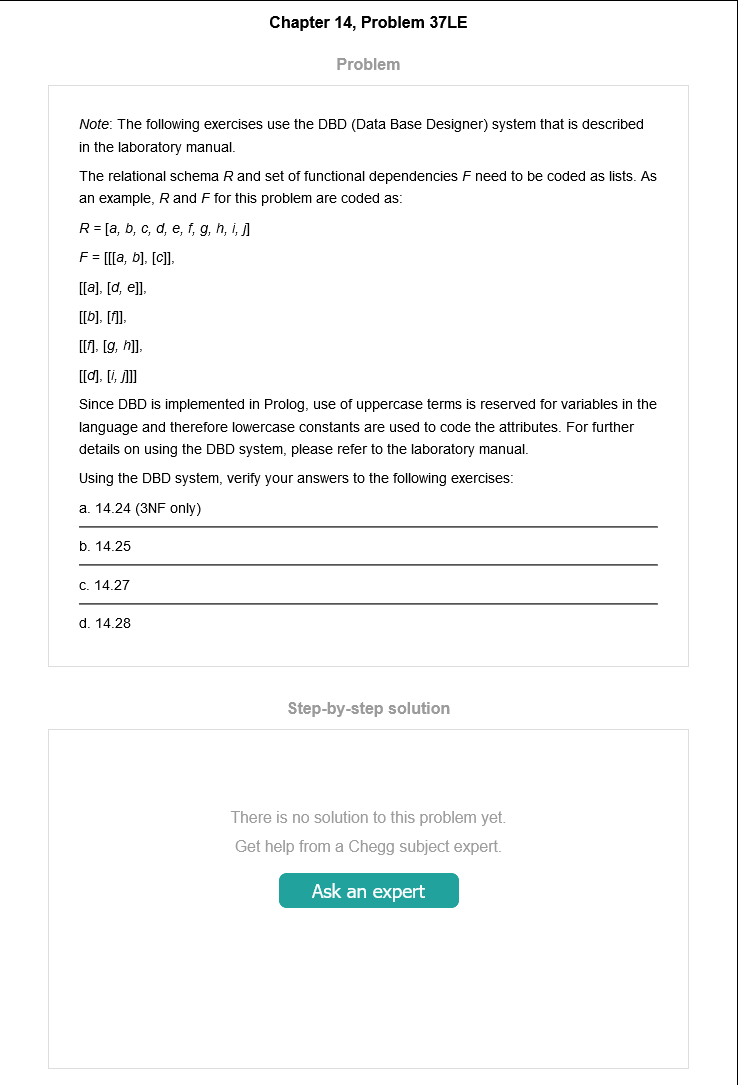 Chapter 14, Problem 37LE
Problem
Note: The following exercises use the DBD (Data Base Designer) system that is described
in the laboratory manual.
The relational schema R and set of functional dependencies F need to be coded as lists. As
an example, R and F for this problem are coded as:
R = [a, b, c, d, e, f, g, h, i, j]
F = [[[a, b], [c]],
[[a], [d, e]],
[[b], [f]],
[[f], [g, h]],
[[d], [i, j]]]
Since DBD is implemented in Prolog, use of uppercase terms is reserved for variables in the
language and therefore lowercase constants are used to code the attributes. For further
details on using the DBD system, please refer to the laboratory manual.
Using the DBD system, verify your answers to the following exercises:
a. 14.24 (3NF only)
b. 14.25
c. 14.27
d. 14.28
Step-by-step solution
There is no solution to this problem yet.
Get help from a Chegg subject expert.
Ask an expert